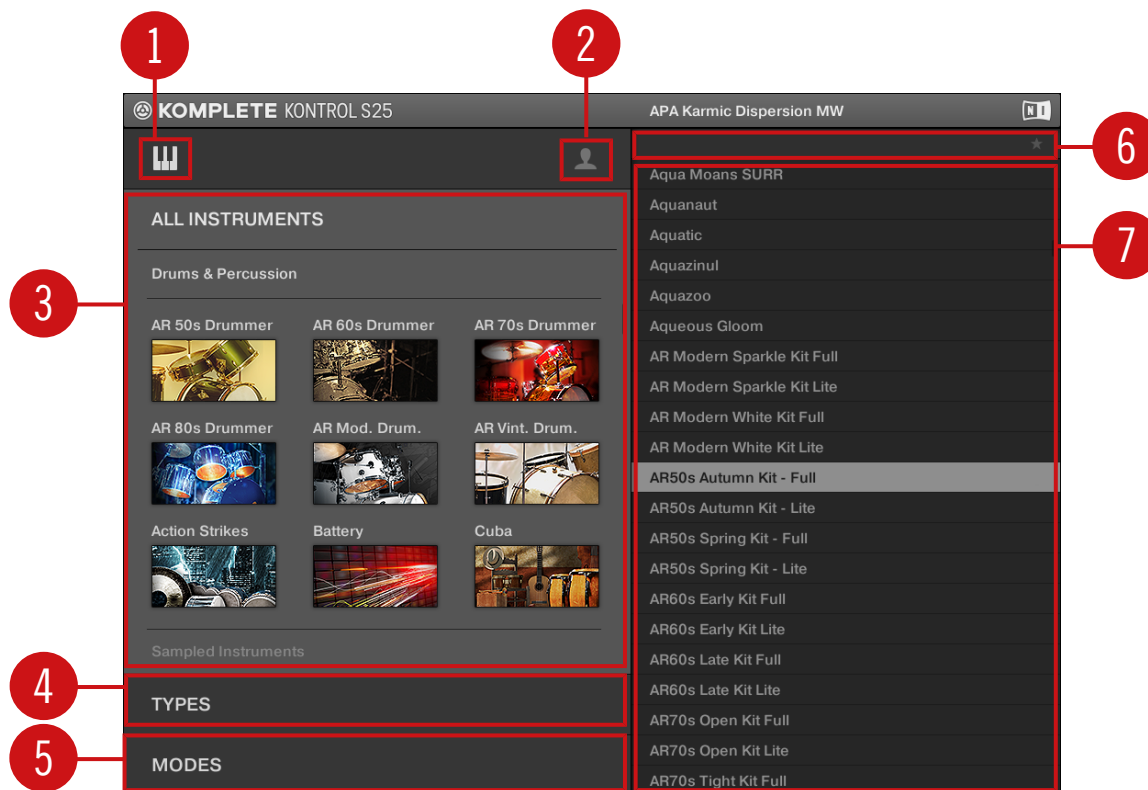 1
2
KOMPLETE KONTROL S25
APA Karmic Dispersion MW
NI
6
Aqua Moans SURR
Aquanaut
Aquatic
Aquazinul
Aquazoo
Aqueous Gloom
AR Modern Sparkle Kit Full
AR Modern Sparkle Kit Lite
AR Modern White Kit Full
AR Modern White Kit Lite
AR50s Autumn Kit - Full
AR50s Autumn Kit - Lite
AR50s Spring Kit - Full
AR50s Spring Kit - Lite
AR60s Early Kit Full
AR60s Early Kit Lite
AR60s Late Kit Full
AR60s Late Kit Lite
AR70s Open Kit Full
AR70s Open Kit Lite
AR70s Tight Kit Full
7
3
ALL INSTRUMENTS
Drums & Percussion
AR 50s Drummer AR 60s Drummer AR 70s Drummer
AR 80s Drummer AR Mod. Drum. AR Vint. Drum.
Action Strikes Battery Cuba
Sampled Instruments
4
TYPES
5
MODES